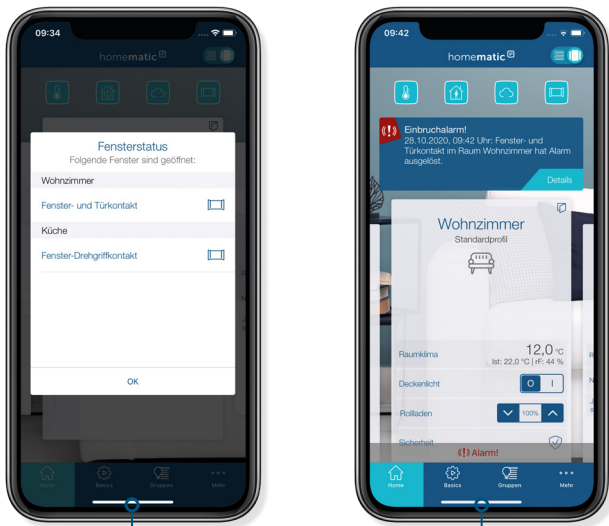 09:34
homematic IP
Fensterstatus
Folgende Fenster sind geöffnet:
Wohnzimmer
Fenster- und Türkontakt
Küche
Fenster-Drehgriffkontakt
OK
Home
Basics
Gruppen
Mehr
09:42
homematic IP
Einbruchalarm!
28.10.2020, 09:42 Uhr: Fenster- und
Türkontakt im Raum Wohnzimmer hat Alarm
ausgelöst.
Details
Wohnzimmer
Standardprofil
Raumklima
12,0 °C
Ist: 22,0 °C | rF: 44 %
Deckenlicht
O I
Rollladen
100%
Sicherheit
Alarm!
Home
Basics
Gruppen
Mehr